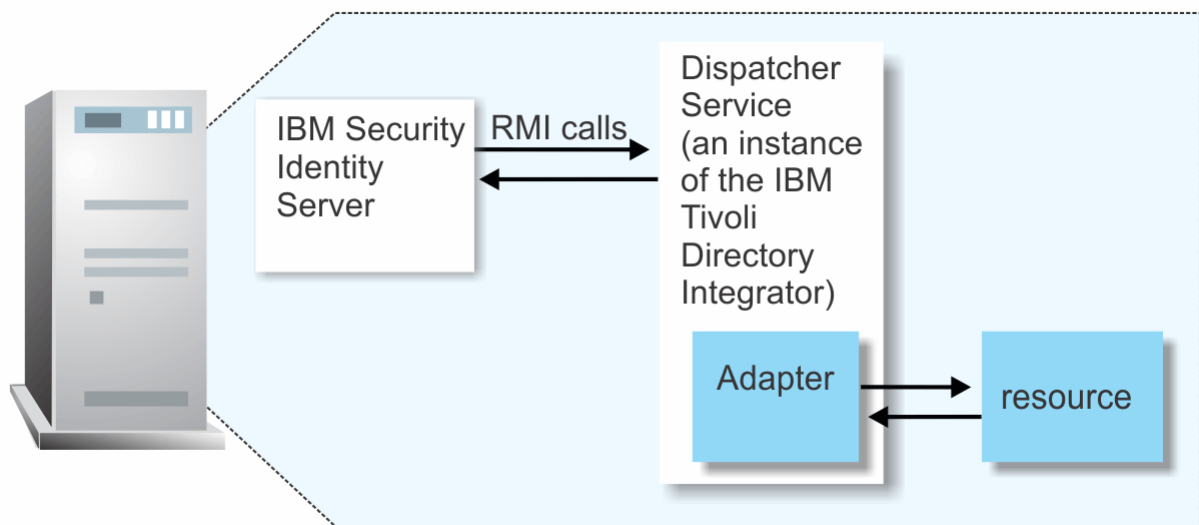 IBM Security
Identity
Server
RMI calls
Dispatcher
Service
(an instance
of the IBM
Tivoli
Directory
Integrator)
Adapter
resource